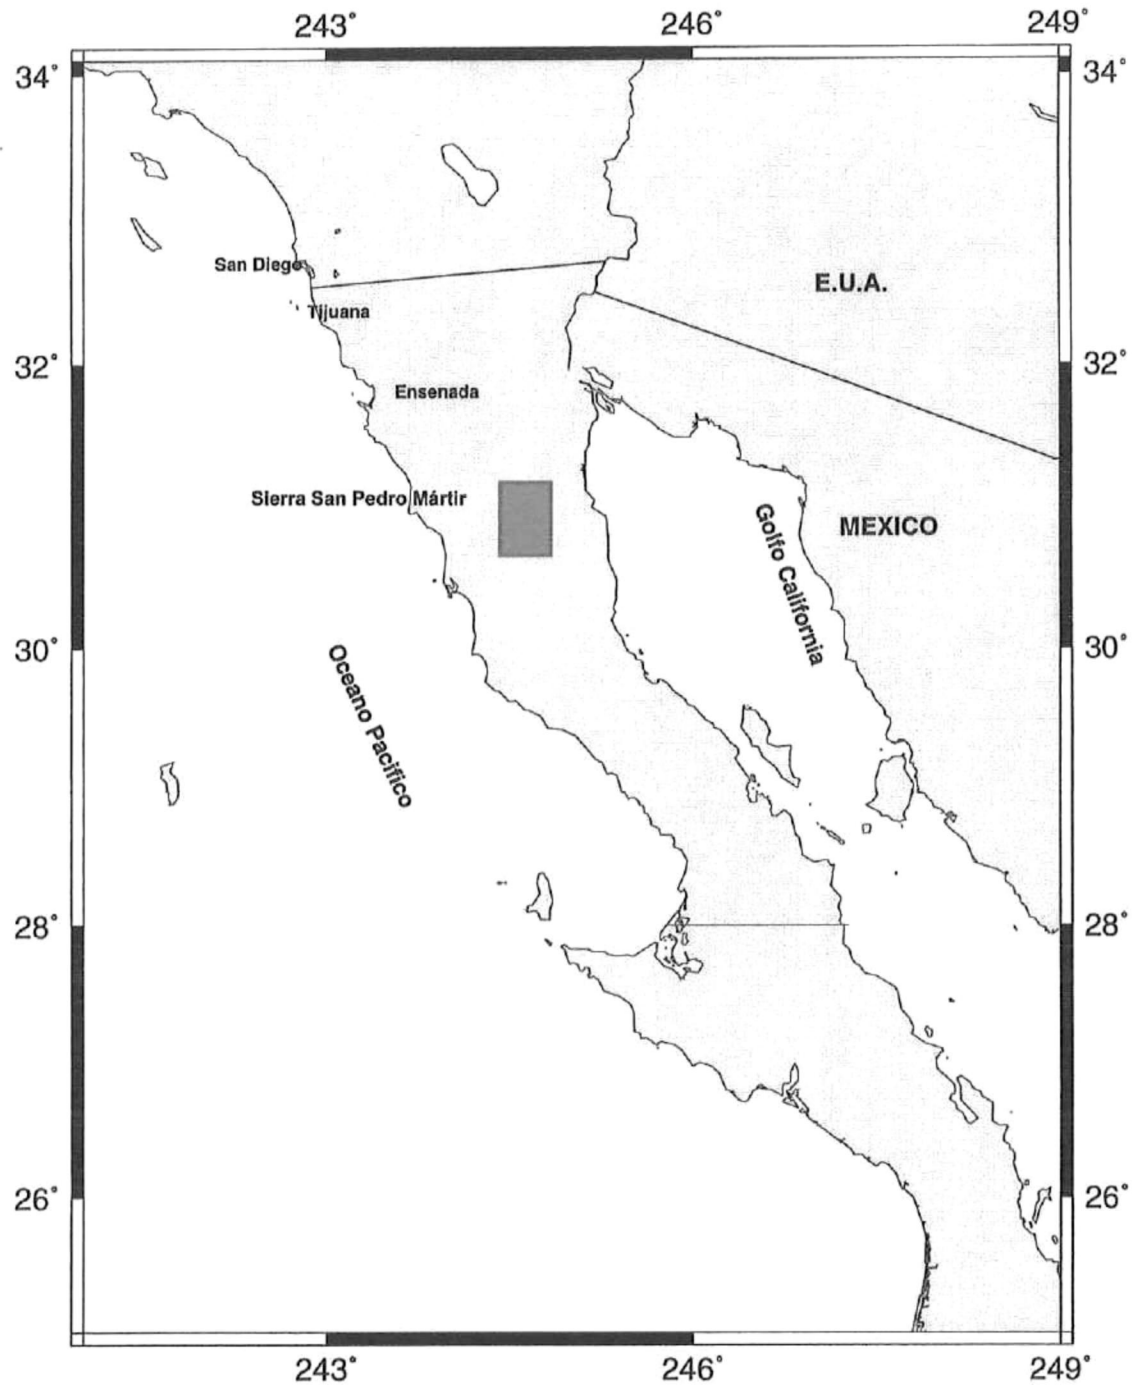 243° 246° 249°
34° 34°
San Diego
E.U.A.
Tijuana
32° 32°
Ensenada
Sierra San Pedro Mártir
Golfo California
MEXICO
30° 30°
Oceano Pacifico
28° 28°
26° 26°
243° 246° 249°